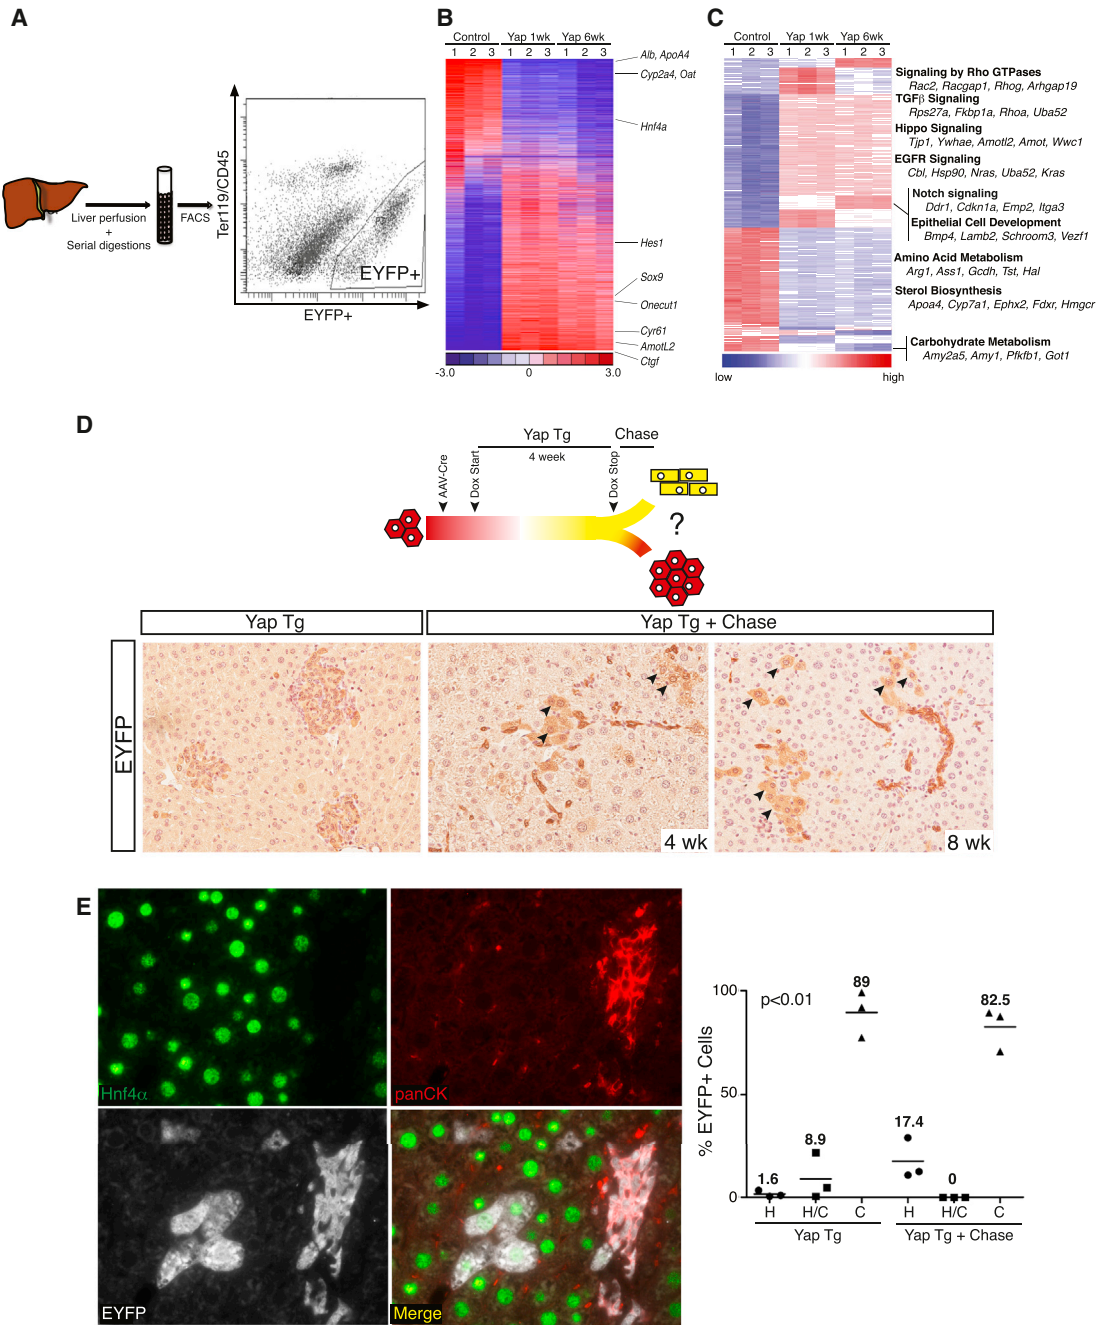 A
Liver perfusion
+
Serial digestions
FACS
Ter119/CD45
EYFP+
EYFP+
B
Control Yap 1wk Yap 6wk
1 2 3 1 2 3 1 2 3
Alb, ApoA4
Cyp2a4, Oat
Hnf4a
Hes1
Sox9
Onecut1
Cyr61
AmotL2
Ctgf
-3.0 0 3.0
C
Control Yap 1wk Yap 6wk
1 2 3 1 2 3 1 2 3
Signaling by Rho GTPases
Rac2, Racgap1, Rhog, Arhgap19
TGFβ Signaling
Rps27a, Fkbp1a, Rhoa, Uba52
Hippo Signaling
Tjp1, Ywhae, Amotl2, Amot, Wwc1
EGFR Signaling
Cbl, Hsp90, Nras, Uba52, Kras
Notch signaling
Ddr1, Cdkn1a, Emp2, Itga3
Epithelial Cell Development
Bmp4, Lamb2, Schroom3, Vezf1
Amino Acid Metabolism
Arg1, Ass1, Gcdh, Tst, Hal
Sterol Biosynthesis
Apoa4, Cyp7a1, Ephx2, Fdxr, Hmgcr
Carbohydrate Metabolism
Amy2a5, Amy1, Pfkfb1, Got1
low high
D
Yap Tg Chase
4 week
AAV-Cre
Dox Start
Dox Stop
?
Yap Tg
Yap Tg + Chase
EYFP
4 wk
8 wk
E
Hnf4α
panCK
EYFP
Merge
% EYFP+ Cells
100
50
0
p<0.01
1.6
8.9
89
17.4
0
82.5
H H/C C H H/C C
Yap Tg Yap Tg + Chase